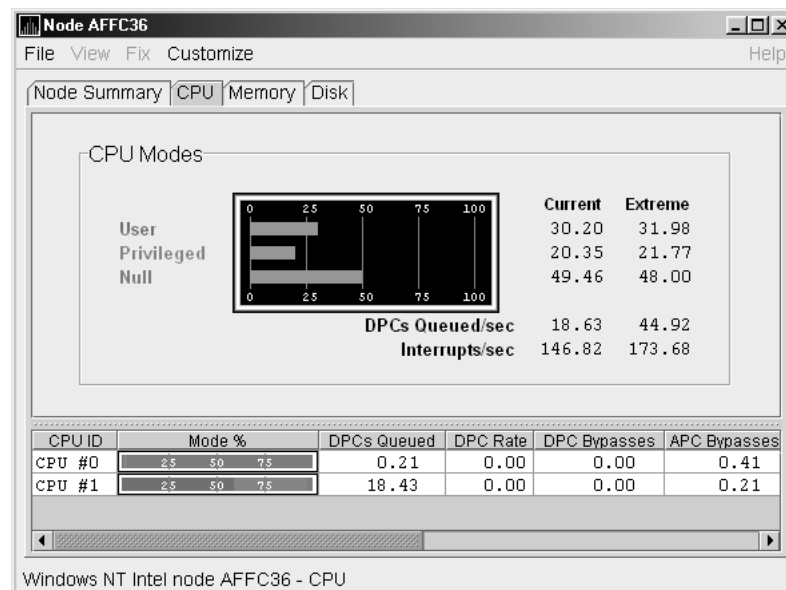 Node AFFC36
File View Fix Customize Help
Node Summary CPU Memory Disk
CPU Modes
Current Extreme
0 25 50 75 100
User 30.20 31.98
Privileged 20.35 21.77
Null 49.46 48.00
0 25 50 75 100
DPCs Queued/sec 18.63 44.92
Interrupts/sec 146.82 173.68
CPU ID Mode % DPCs Queued DPC Rate DPC Bypasses APC Bypasses
CPU #0 25 50 75 0.21 0.00 0.00 0.41
CPU #1 25 50 75 18.43 0.00 0.00 0.21
Windows NT Intel node AFFC36 - CPU